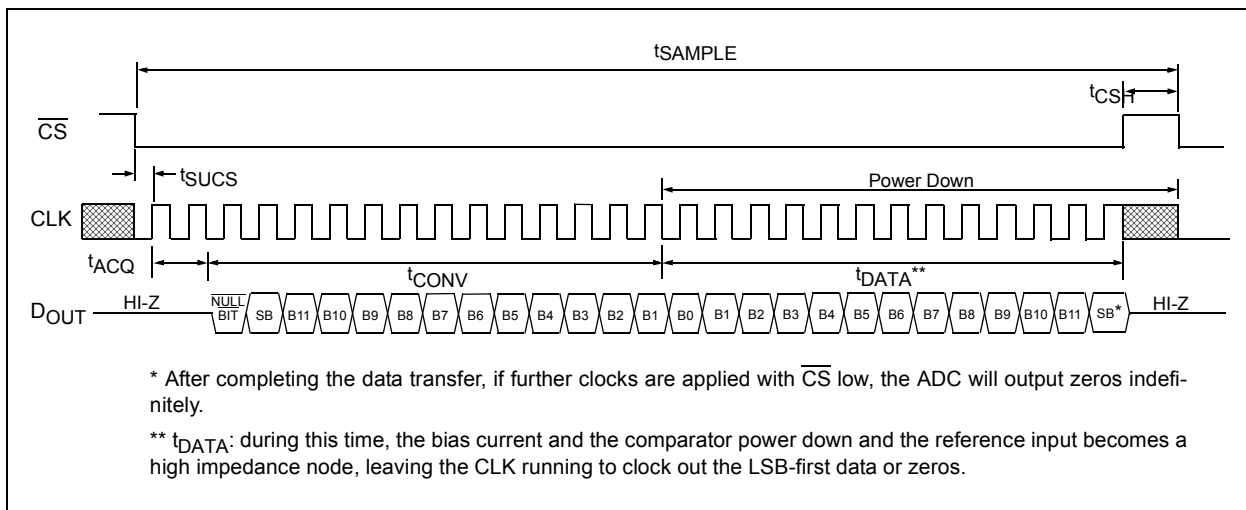 tSAMPLE
tCSH
CS
tSUCS
Power Down
CLK
tACQ
tCONV
tDATA**
DOUT HI-Z NULL BIT SB B11 B10 B9 B8 B7 B6 B5 B4 B3 B2 B1 B0 B1 B2 B3 B4 B5 B6 B7 B8 B9 B10 B11 SB* HI-Z
* After completing the data transfer, if further clocks are applied with CS low, the ADC will output zeros indefi-
nitely.
** tDATA: during this time, the bias current and the comparator power down and the reference input becomes a
high impedance node, leaving the CLK running to clock out the LSB-first data or zeros.